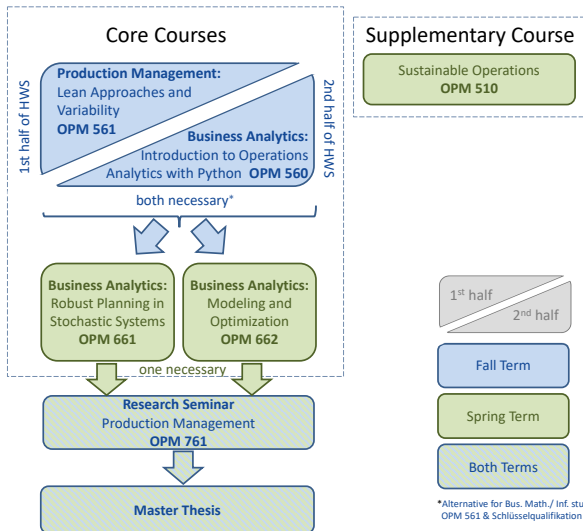 Core Courses
Supplementary Course
1st half of HWS
Production Management:
Lean Approaches and
Variability
OPM 561
Business Analytics:
Introduction to Operations
Analytics with Python OPM 560
2nd half of HWS
Sustainable Operations
OPM 510
both necessary*
Business Analytics:
Robust Planning in
Stochastic Systems
OPM 661
Business Analytics:
Modeling and
Optimization
OPM 662
one necessary
Research Seminar
Production Management
OPM 761
Master Thesis
1st half
2nd half
Fall Term
Spring Term
Both Terms
*Alternative for Bus. Math./ Inf. stu
OPM 561 & Schlüsselqualifikation